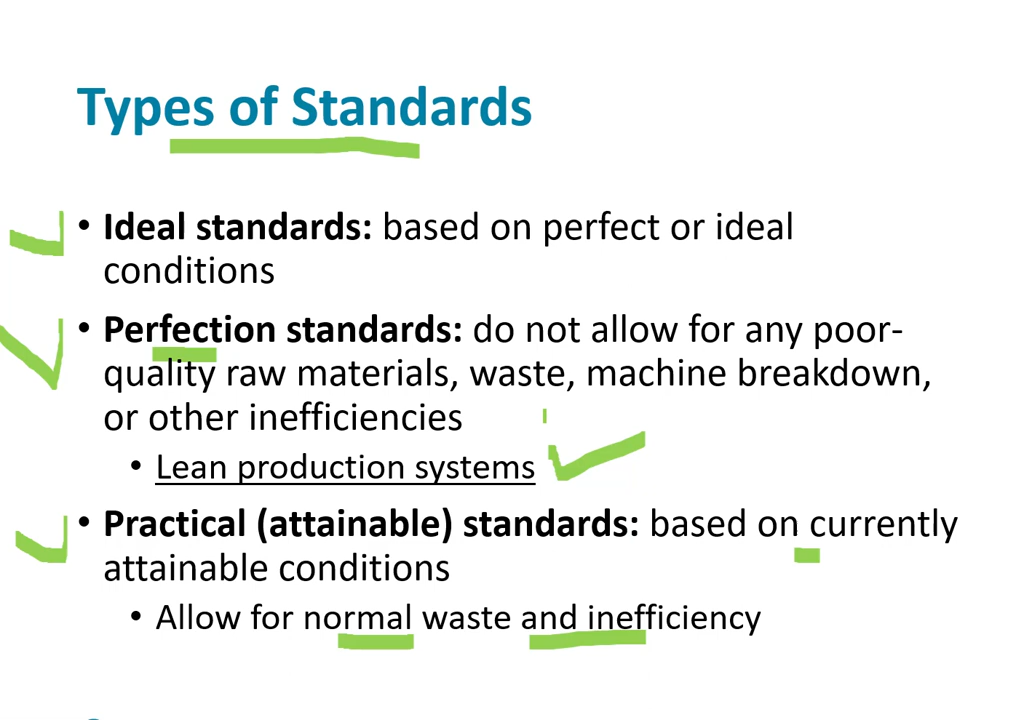 Types of Standards
• Ideal standards: based on perfect or ideal
conditions
• Perfection standards: do not allow for any poor-
quality raw materials, waste, machine breakdown,
or other inefficiencies
• Lean production systems
• Practical (attainable) standards: based on currently
attainable conditions
• Allow for normal waste and inefficiency